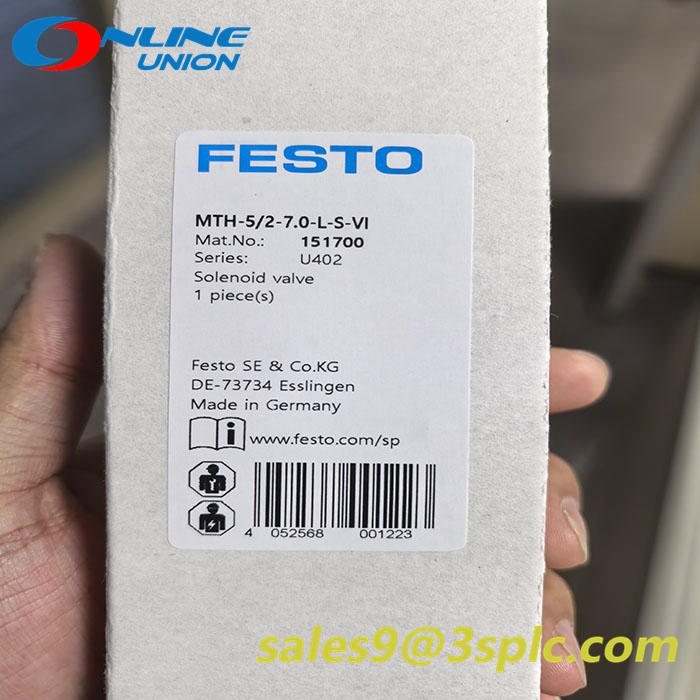 ONLINE
UNION
FESTO
MTH-5/2-7.0-L-S-VI
Mat.No.: 151700
Series: U402
Solenoid valve
1 piece(s)
Festo SE & Co.KG
DE-73734 Esslingen
Made in Germany
www.festo.com/sp
4 052568 001223
sales9@3splc.com